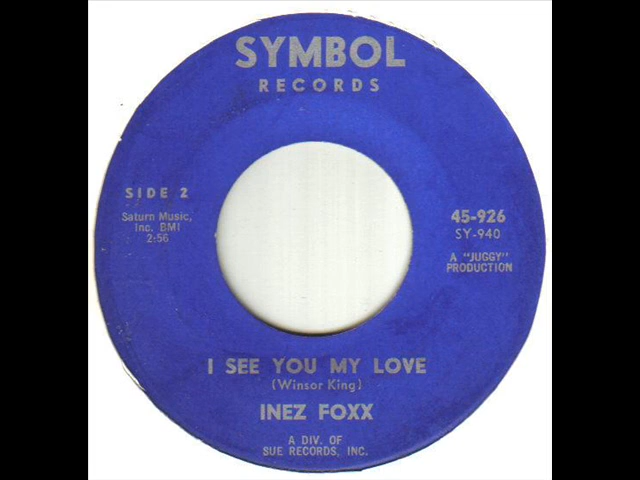 SYMBOL
RECORDS
SIDE 2
Saturn Music,
Inc. BMI
2:56
45-926
SY-940
A "JUGGY"
PRODUCTION
I SEE YOU MY LOVE
(Winsor King)
INEZ FOXX
A DIV. OF
SUE RECORDS, INC.